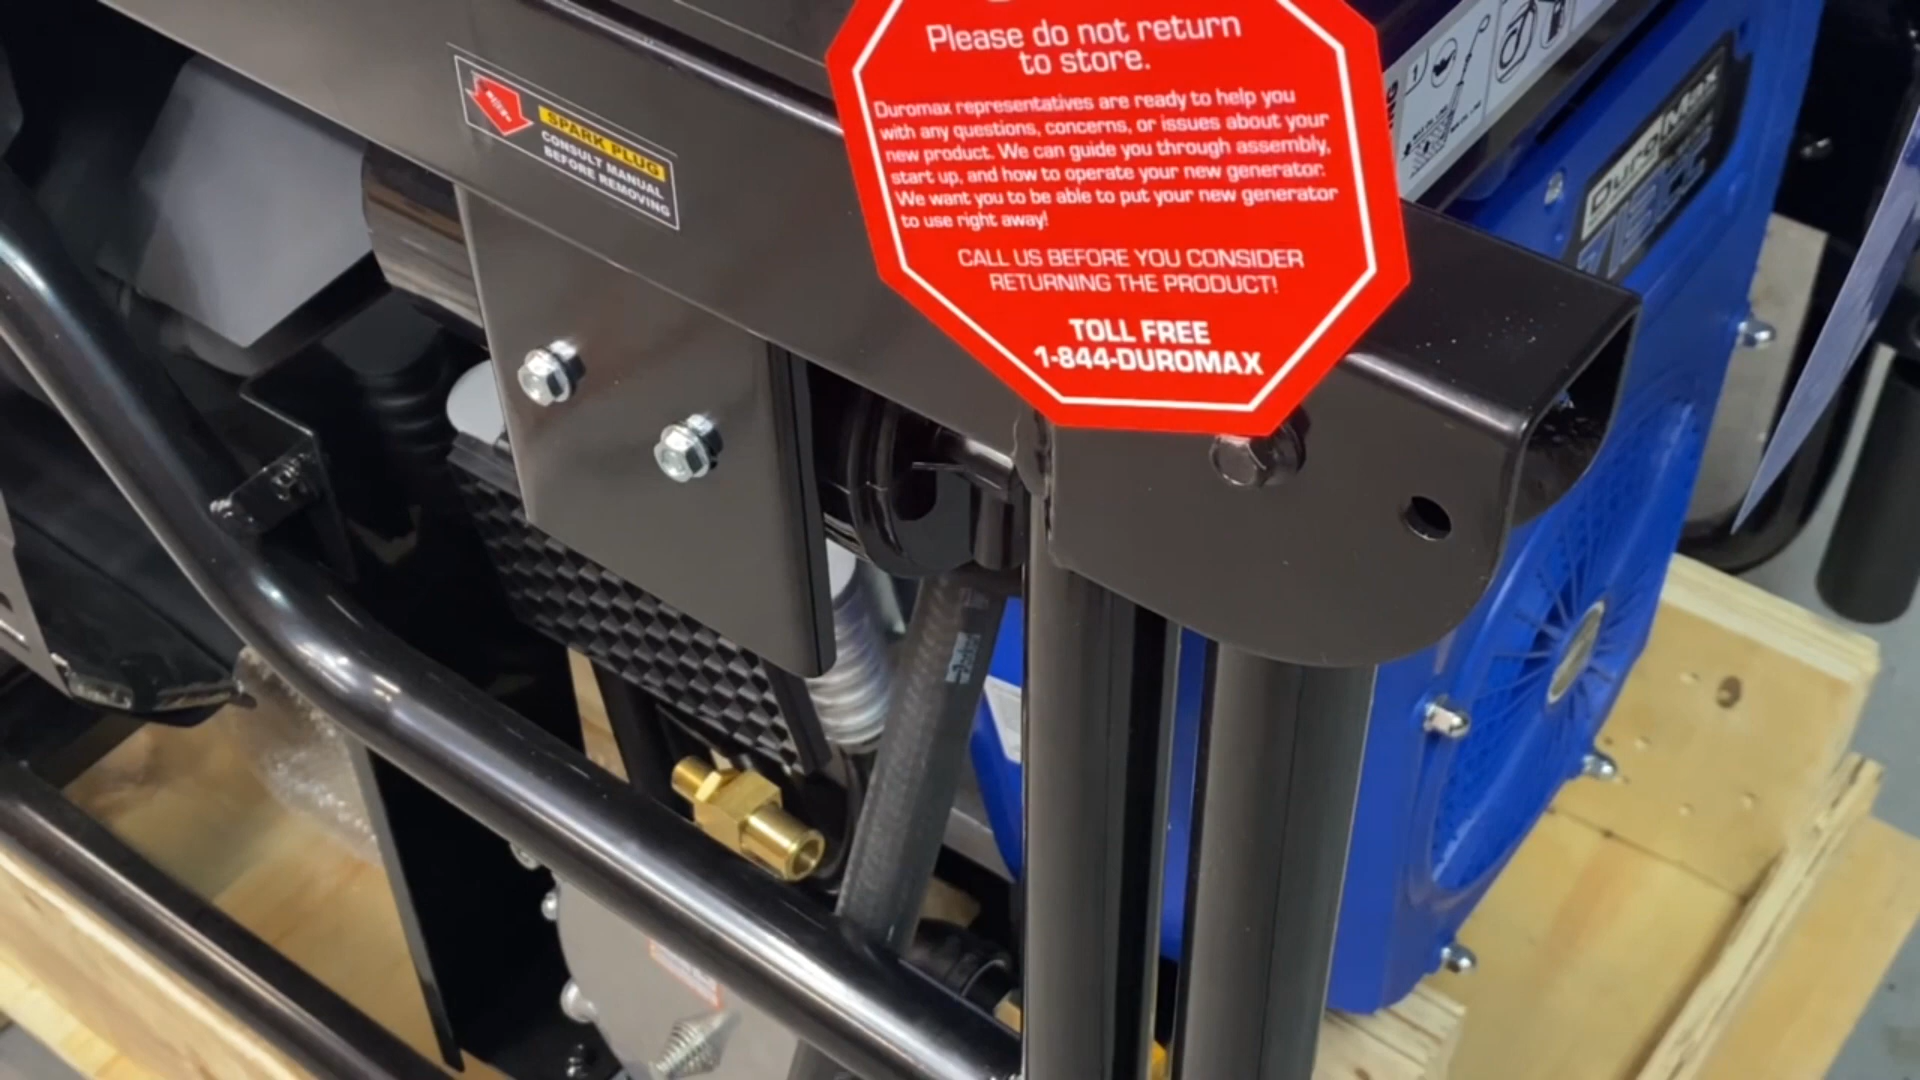 Please do not return
to store.
Duromax representatives are ready to help you
with any questions, concerns, or issues about your
new product. We can guide you through assembly,
start up, and how to operate your new generator.
We want you to be able to put your new generator
to use right away!
CALL US BEFORE YOU CONSIDER
RETURNING THE PRODUCT!
TOLL FREE
1-844-DUROMAX
SPARK PLUG
CONSULT MANUAL
BEFORE REMOVING
DuroMax